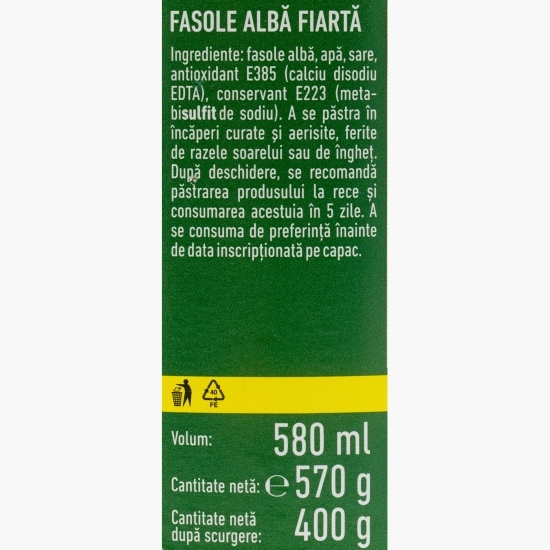 FASOLE ALBĂ FIARTĂ
Ingrediente: fasole albă, apă, sare,
antioxidant E385 (calciu disodiu
EDTA), conservant E223 (meta-
bisulfit de sodiu). A se păstra în
încăperi curate și aerisite, ferite
de razele soarelui sau de îngheț.
După deschidere, se recomandă
păstrarea produsului la rece și
consumarea acestuia în 5 zile. A
se consuma de preferință înainte
de data inscripționată pe capac.
40
FE
Volum: 580 ml
Cantitate netă: ℮ 570 g
Cantitate netă
după scurgere: 400 g